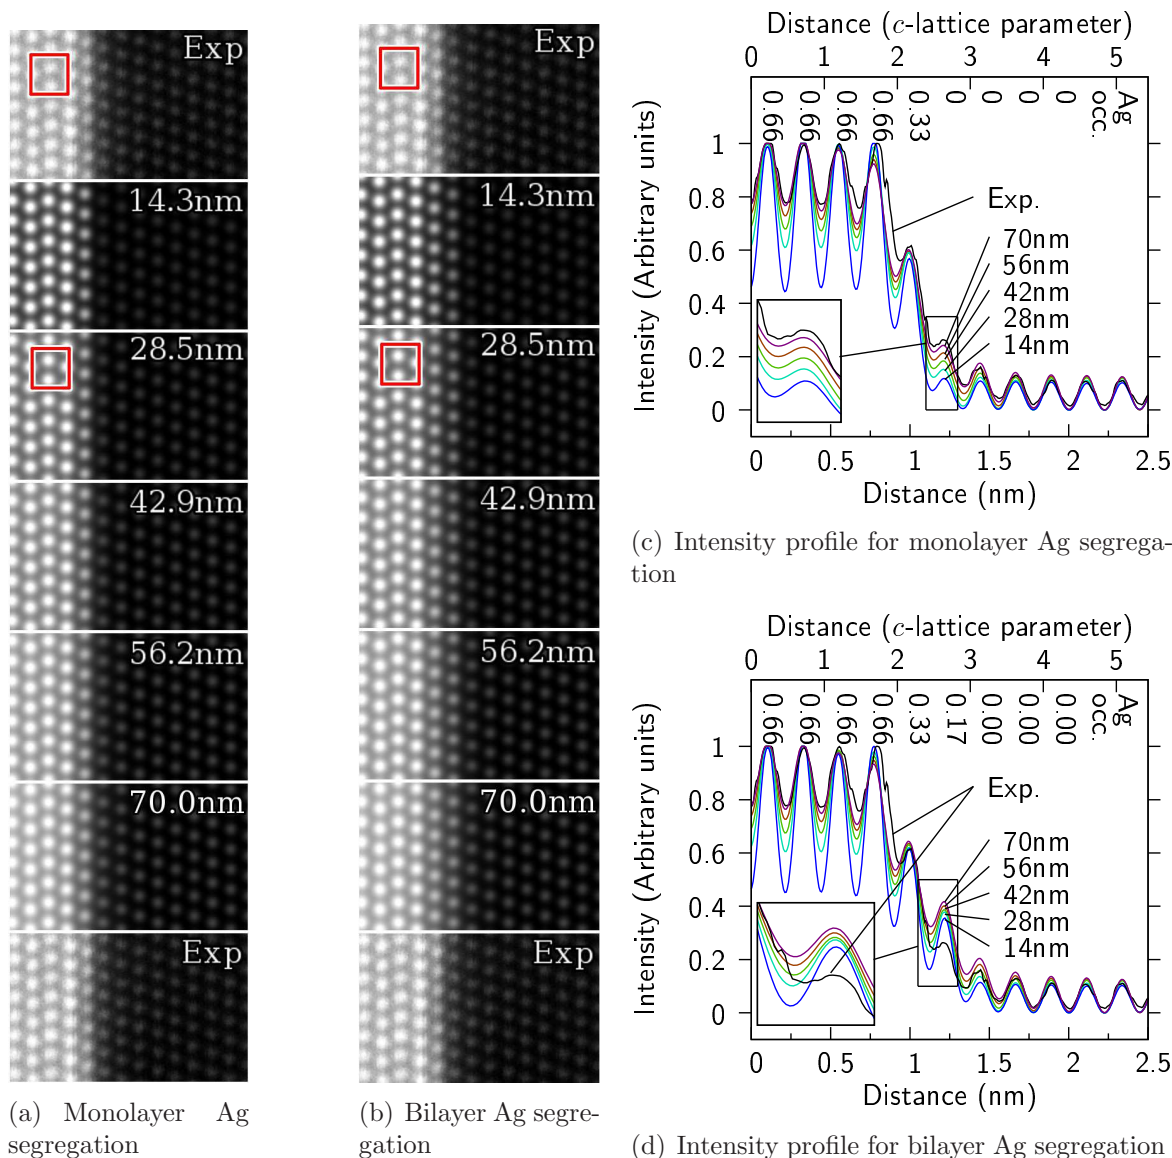 Exp
14.3nm
28.5nm
42.9nm
56.2nm
70.0nm
Exp
(a) Monolayer Ag
segregation
Exp
14.3nm
28.5nm
42.9nm
56.2nm
70.0nm
Exp
(b) Bilayer Ag segre-
gation
Distance (c-lattice parameter)
0 1 2 3 4 5
0.66 0.66 0.66 0.66 0.33 0 0 0 0 Ag occ.
Intensity (Arbitrary units)
1
0.8
0.6
0.4
0.2
0
Exp.
70nm
56nm
42nm
28nm
14nm
0 0.5 1 1.5 2 2.5
Distance (nm)
(c) Intensity profile for monolayer Ag segrega-
tion
Distance (c-lattice parameter)
0 1 2 3 4 5
0.66 0.66 0.66 0.66 0.33 0.17 0.00 0.00 0.00 Ag occ.
Intensity (Arbitrary units)
1
0.8
0.6
0.4
0.2
0
Exp.
70nm
56nm
42nm
28nm
14nm
0 0.5 1 1.5 2 2.5
Distance (nm)
(d) Intensity profile for bilayer Ag segregation